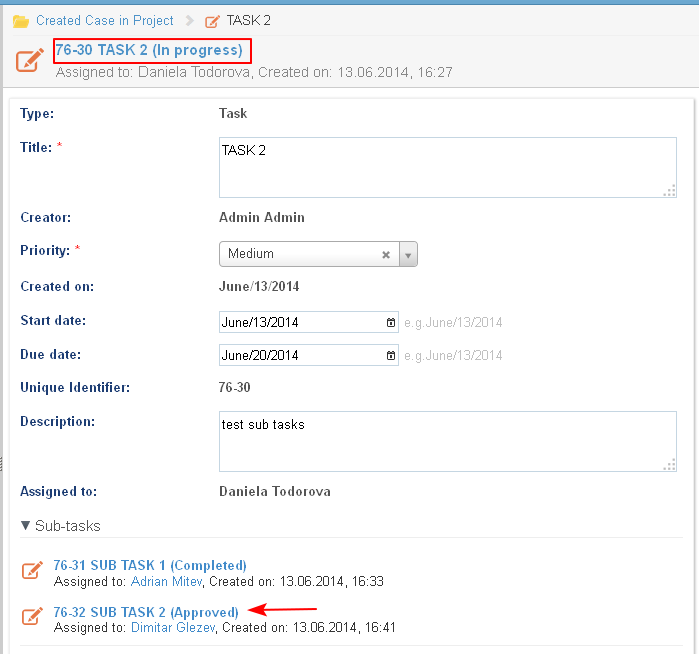 Created Case in Project TASK 2
76-30 TASK 2 (In progress)
Assigned to: Daniela Todorova, Created on: 13.06.2014, 16:27
Type: Task
Title: * TASK 2
Creator: Admin Admin
Priority: * Medium
Created on: June/13/2014
Start date: June/13/2014 e.g.June/13/2014
Due date: June/20/2014 e.g.June/13/2014
Unique Identifier: 76-30
Description: test sub tasks
Assigned to: Daniela Todorova
Sub-tasks
76-31 SUB TASK 1 (Completed)
Assigned to: Adrian Mitev, Created on: 13.06.2014, 16:33
76-32 SUB TASK 2 (Approved)
Assigned to: Dimitar Glezev, Created on: 13.06.2014, 16:41